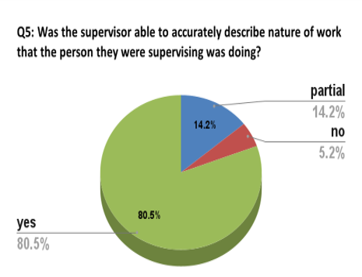 Q5: Was the supervisor able to accurately describe nature of work
that the person they were supervising was doing?
partial
14.2%
14.2%
no
5.2%
80.5%
yes
80.5%